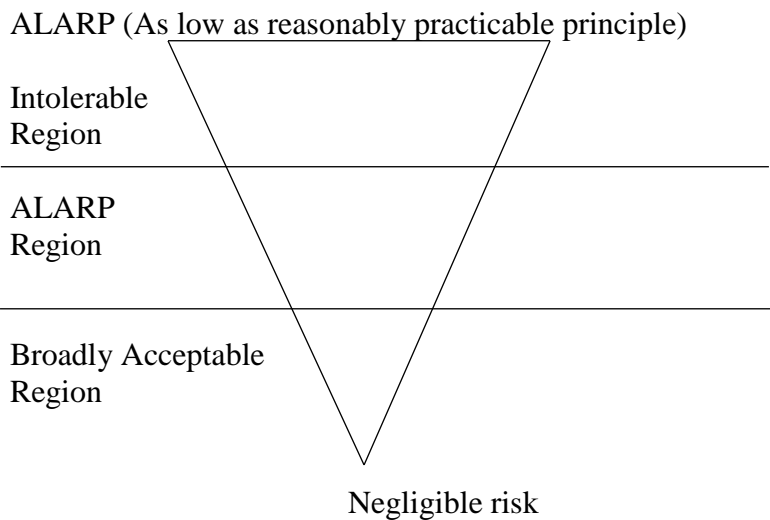 ALARP (As low as reasonably practicable principle)
Intolerable
Region
ALARP
Region
Broadly Acceptable
Region
Negligible risk